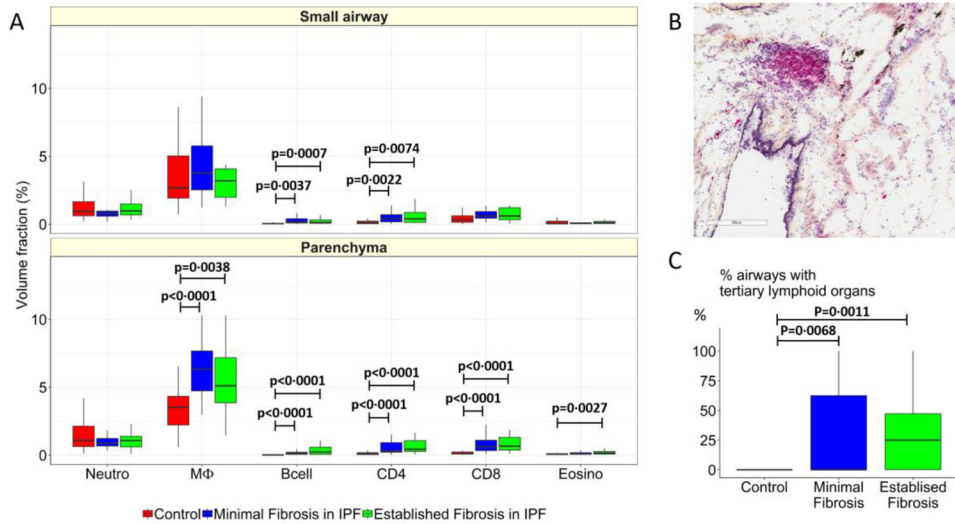 A
Small airway
10
5
0
p=0·0007
p=0·0037
p=0·0074
p=0·0022
Volume fraction (%)
Parenchyma
10
5
0
p=0·0038
p<0·0001
p<0·0001
p<0·0001
p<0·0001
p<0·0001
p<0·0001
p<0·0001
p=0·0027
Neutro
MΦ
Bcell
CD4
CD8
Eosino
Control
Minimal Fibrosis in IPF
Established Fibrosis in IPF
B
C
% airways with
tertiary lymphoid organs
%
P=0·0011
P=0·0068
100
75
50
25
0
Control
Minimal
Fibrosis
Establised
Fibrosis